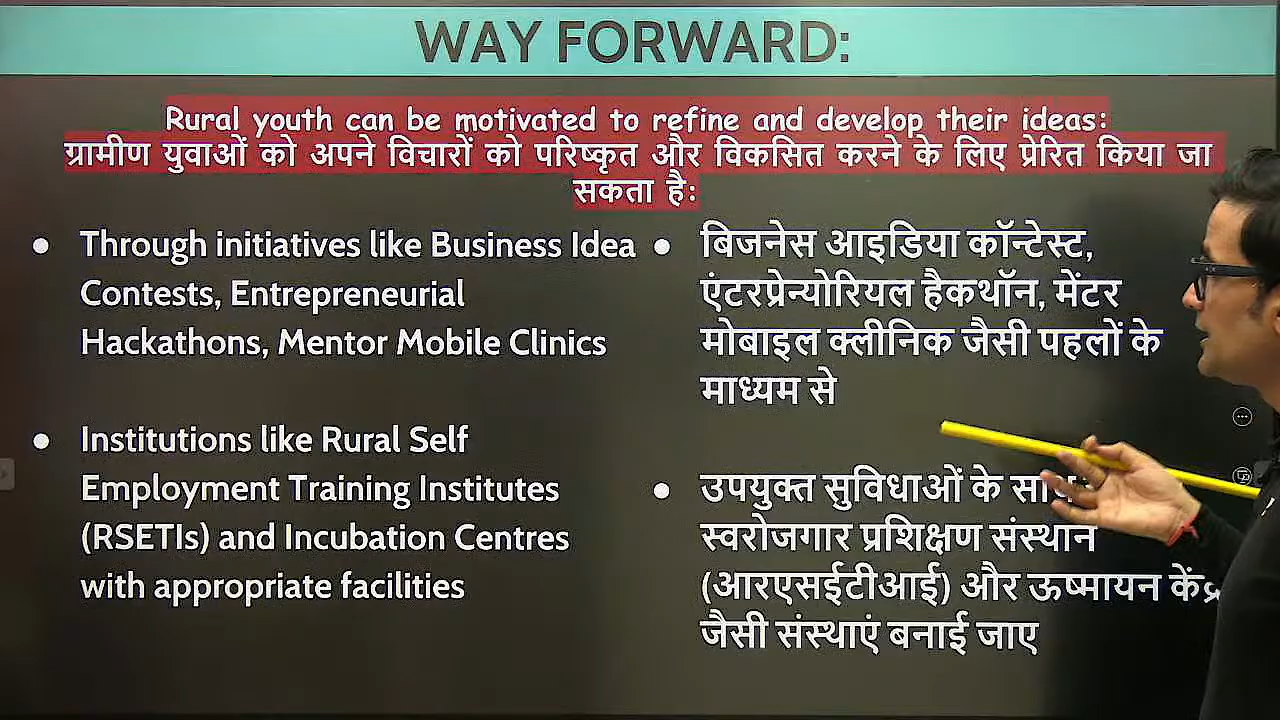 WAY FORWARD:
Rural youth can be motivated to refine and develop their ideas:
ग्रामीण युवाओं को अपने विचारों को परिष्कृत और विकसित करने के लिए प्रेरित किया जा
सकता है:
● Through initiatives like Business Idea
Contests, Entrepreneurial
Hackathons, Mentor Mobile Clinics
● Institutions like Rural Self
Employment Training Institutes
(RSETIs) and Incubation Centres
with appropriate facilities
● बिजनेस आइडिया कॉन्टेस्ट,
एंटरप्रेन्योरियल हैकथॉन, मेंटर
मोबाइल क्लीनिक जैसी पहलों के
माध्यम से
● उपयुक्त सुविधाओं के
स्वरोजगार प्रशिक्षण संस्थान
(आरएसईटीआई) और ऊष्मायन केंद्र
जैसी संस्थाएं बनाई जाए